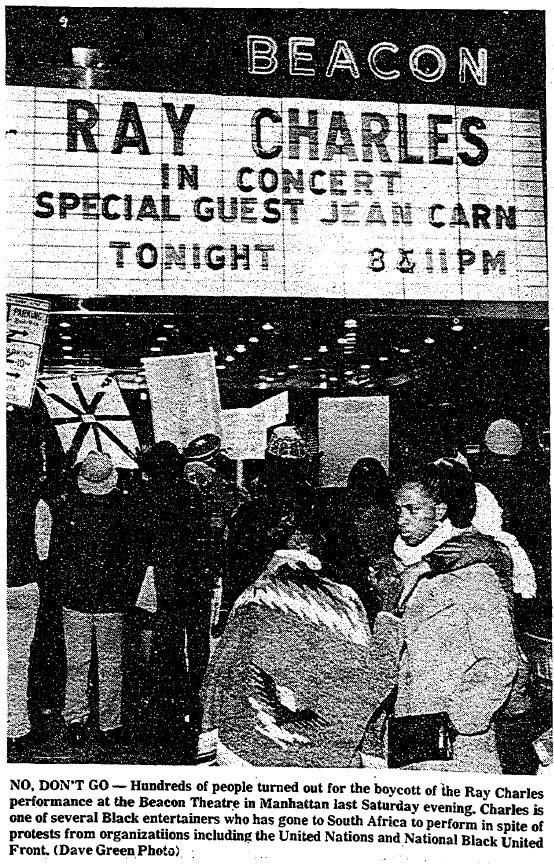 BEACON
RAY CHARLES
IN CONCERT
SPECIAL GUEST JEAN CARN
TONIGHT 8 & 11 PM
PARKING
NO, DON'T GO — Hundreds of people turned out for the boycott of the Ray Charles
performance at the Beacon Theatre in Manhattan last Saturday evening. Charles is
one of several Black entertainers who has gone to South Africa to perform in spite of
protests from organizatiions including the United Nations and National Black United
Front. (Dave Green Photo)